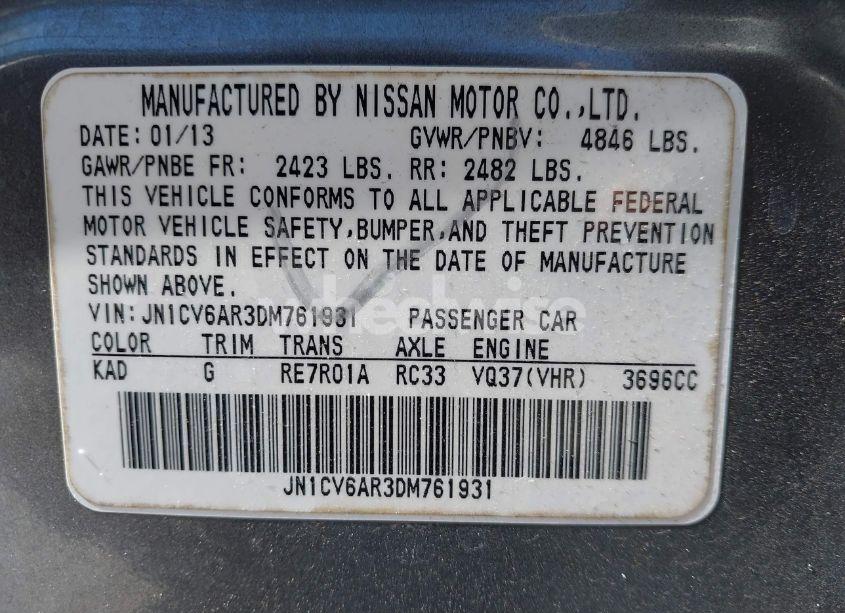 MANUFACTURED BY NISSAN MOTOR CO.,LTD.
DATE: 01/13 GVWR/PNBV: 4846 LBS.
GAWR/PNBE FR: 2423 LBS. RR: 2482 LBS.
THIS VEHICLE CONFORMS TO ALL APPLICABLE FEDERAL
MOTOR VEHICLE SAFETY,BUMPER,AND THEFT PREVENTION
STANDARDS IN EFFECT ON THE DATE OF MANUFACTURE
SHOWN ABOVE.
wheelwire
VIN:JN1CV6AR3DM761931 PASSENGER CAR
COLOR TRIM TRANS AXLE ENGINE
KAD G RE7R01A RC33 VQ37(VHR) 3696CC
JN1CV6AR3DM761931